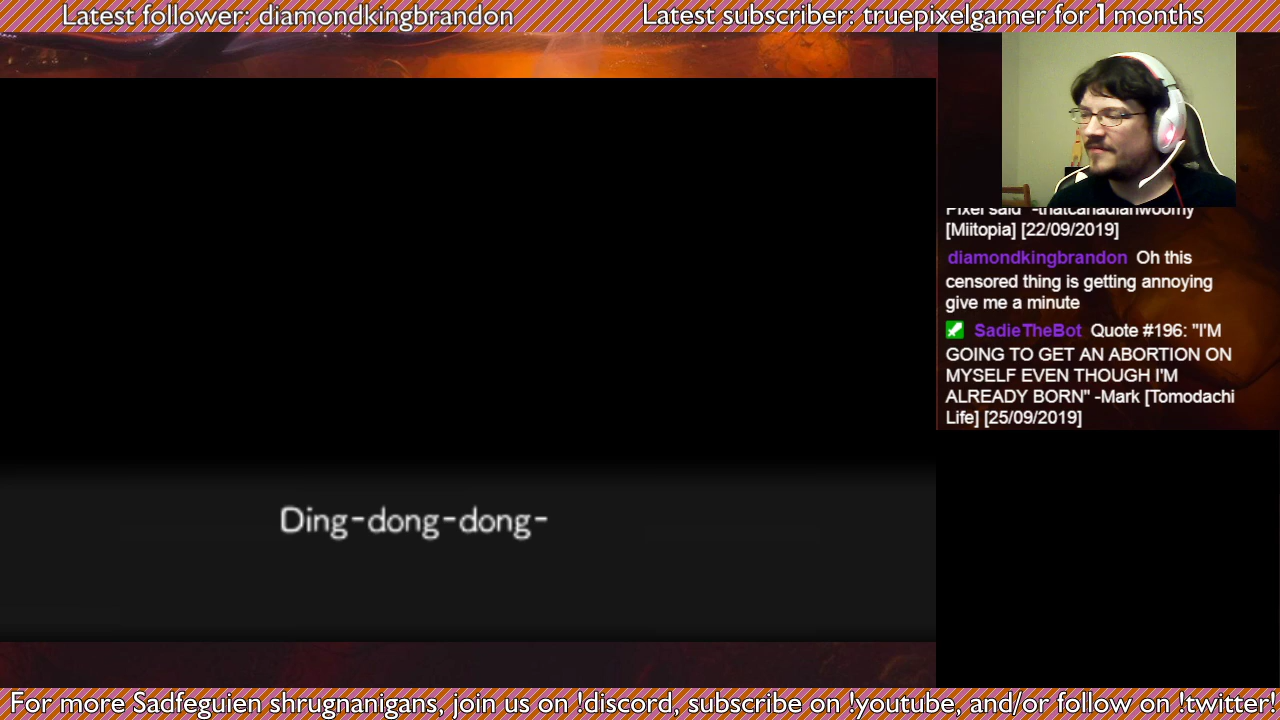 Latest follower: diamondkingbrandon
Latest subscriber: truepixelgamer for 1 months
Pixel said" -thatcanadianwoomy
[Miitopia] [22/09/2019]
diamondkingbrandon Oh this
censored thing is getting annoying
give me a minute
SadieTheBot Quote #196: "I'M
GOING TO GET AN ABORTION ON
MYSELF EVEN THOUGH I'M
ALREADY BORN" -Mark [Tomodachi
Life] [25/09/2019]
Ding-dong-dong-
For more Sadfeguien shrugnanigans, join us on !discord, subscribe on !youtube, and/or follow on !twitter!